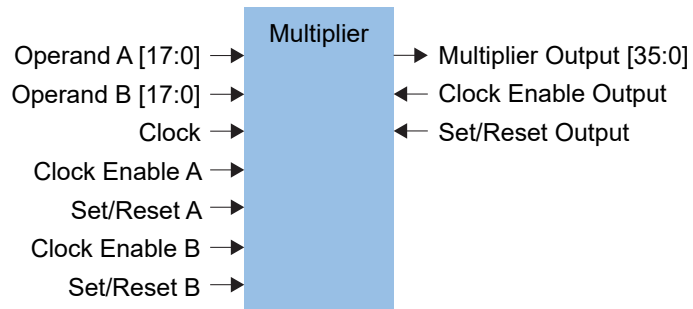 Multiplier
Operand A [17:0]
Operand B [17:0]
Clock
Clock Enable A
Set/Reset A
Clock Enable B
Set/Reset B
Multiplier Output [35:0]
Clock Enable Output
Set/Reset Output